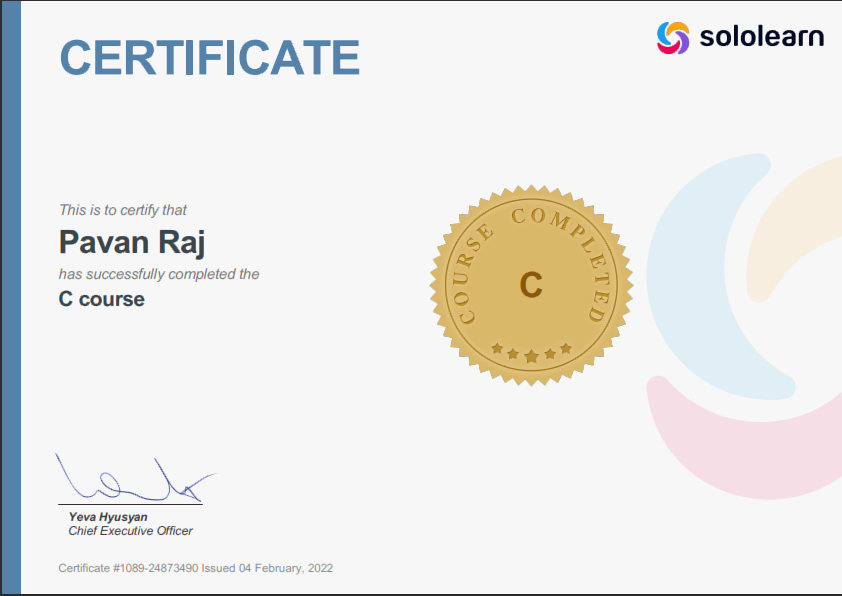 CERTIFICATE
sololearn
This is to certify that
Pavan Raj
has successfully completed the
C course
COURSE COMPLETED
C
Yeva Hyusyan
Chief Executive Officer
Certificate #1089-24873490 Issued 04 February, 2022